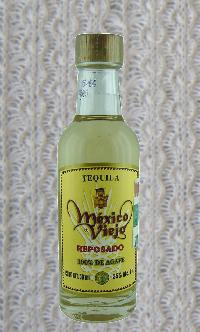 TEQUILA
México
Viejo
REPOSADO
100% DE AGAVE